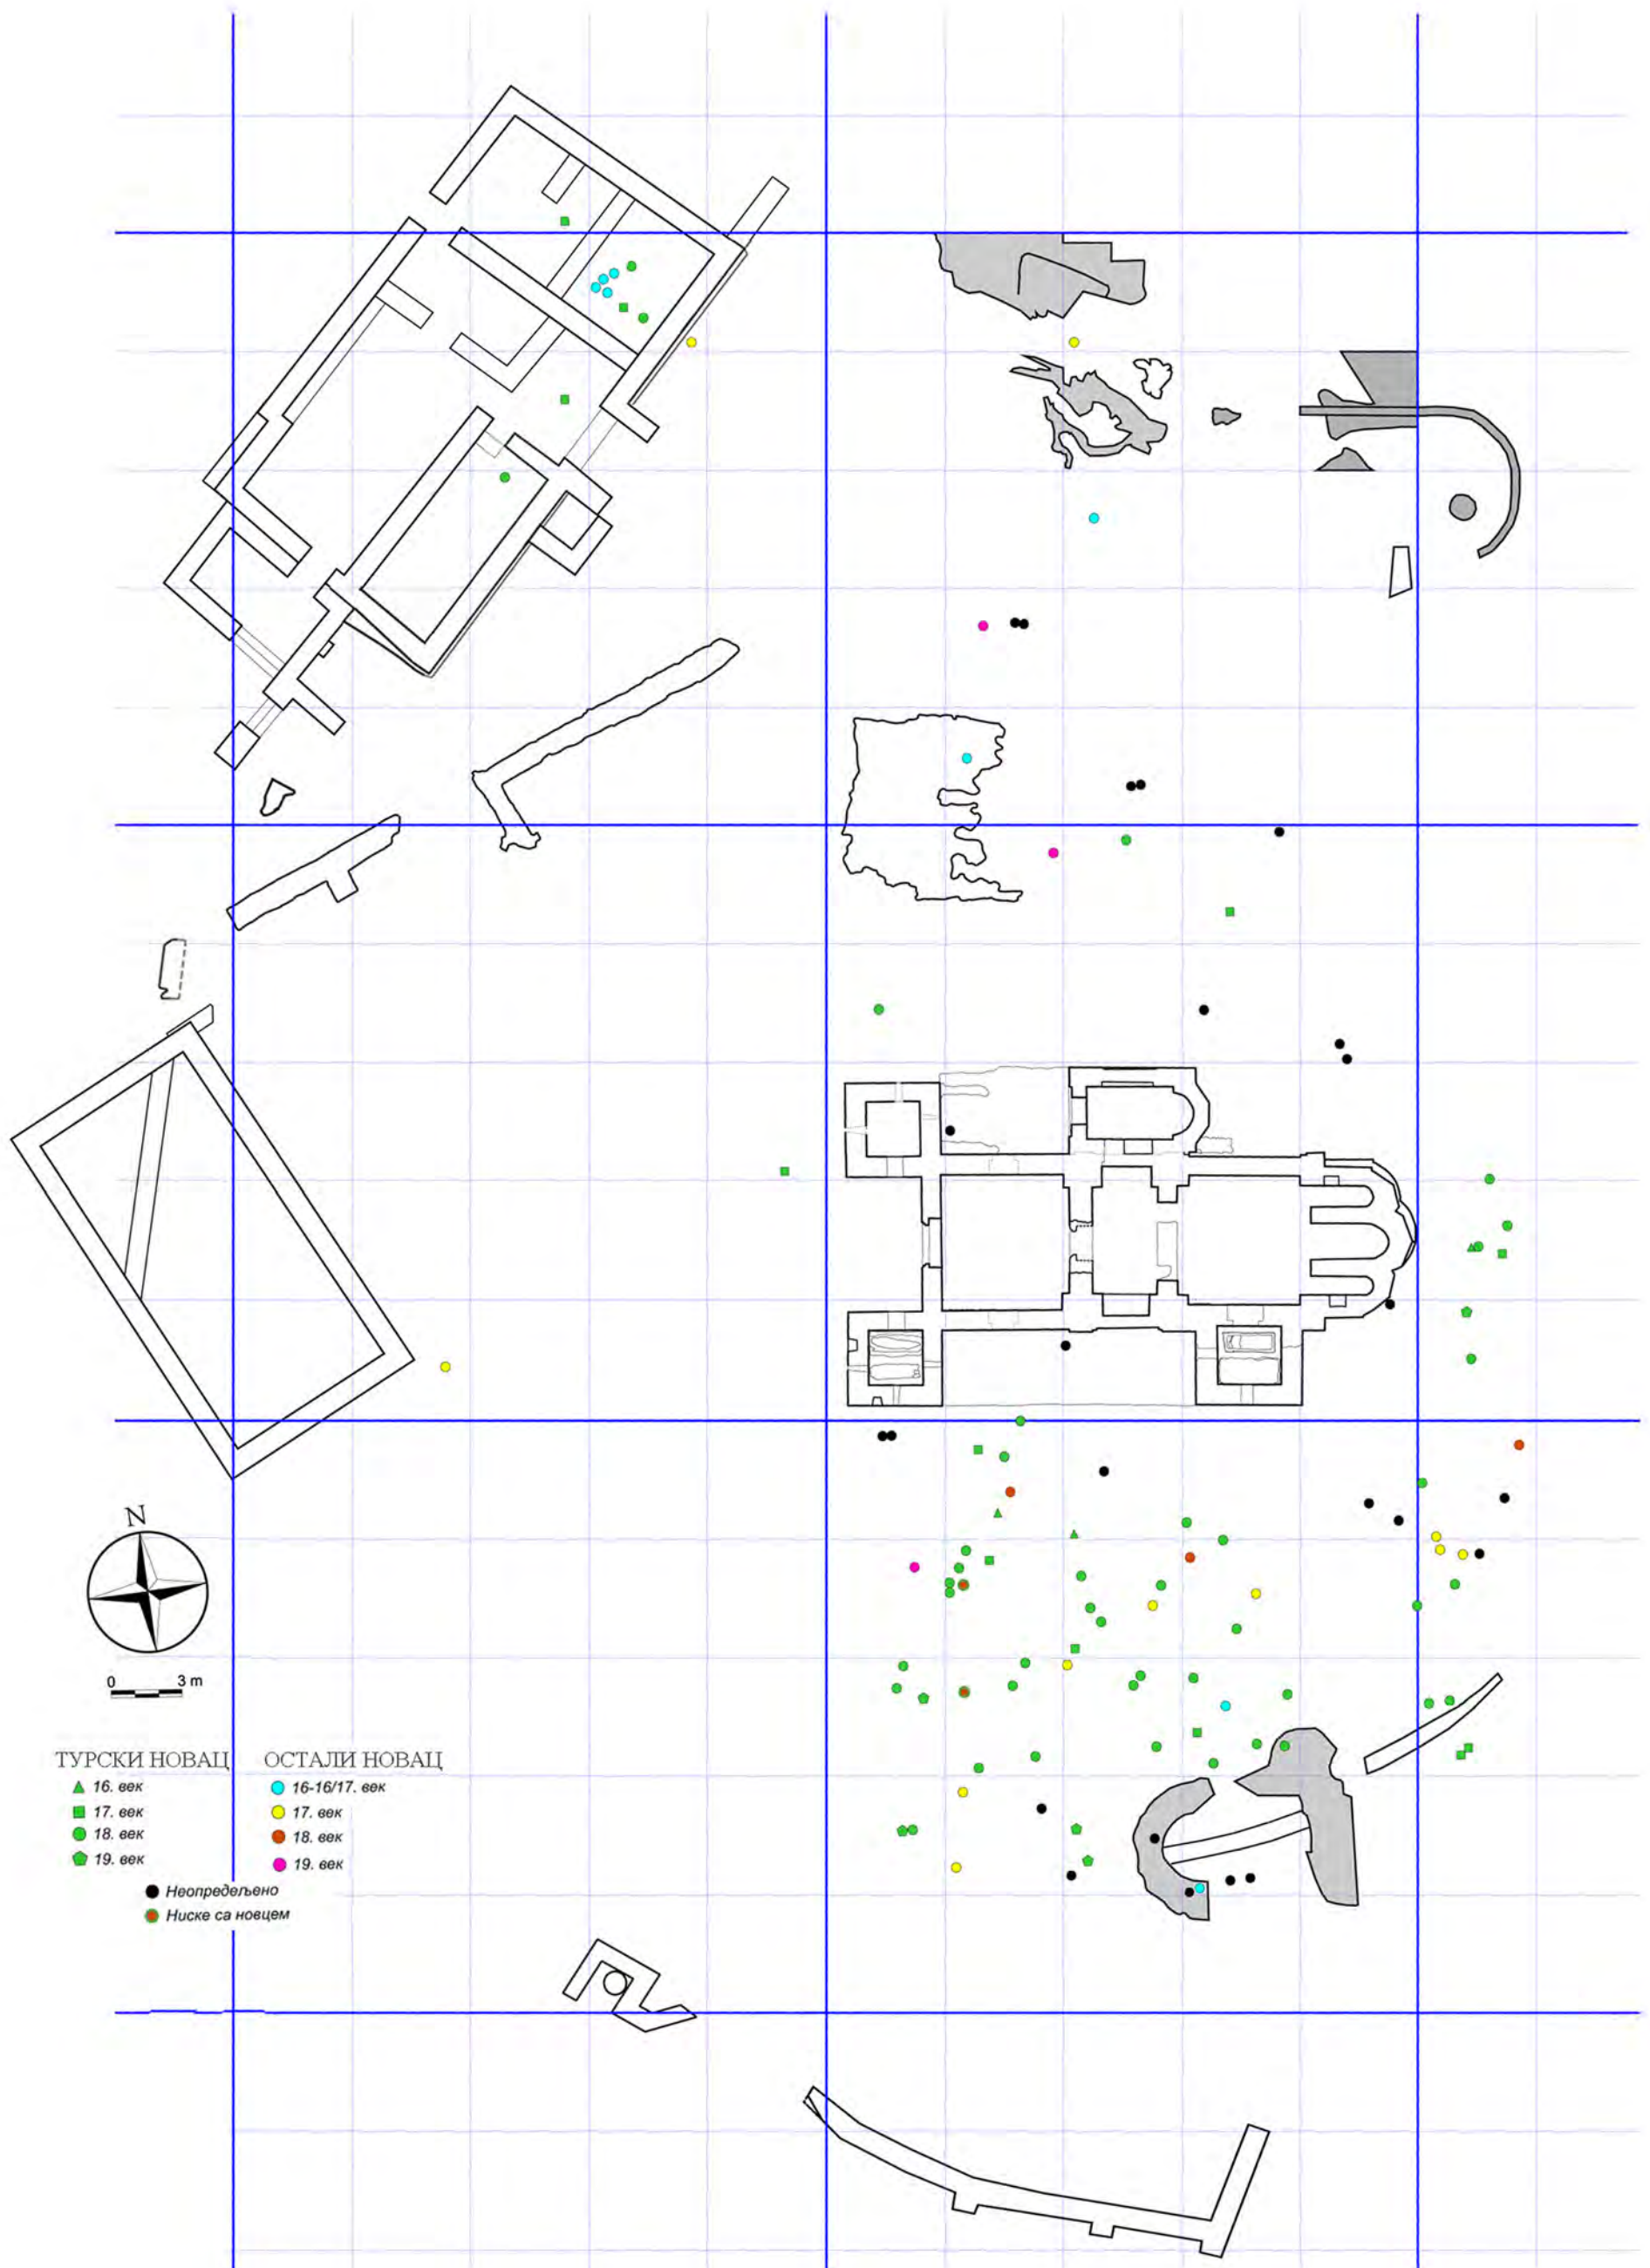 N
0 3 m
ТУРСКИ НОВАЦ ОСТАЛИ НОВАЦ
16. век 16-16/17. век
17. век 17. век
18. век 18. век
19. век 19. век
Неопредељено
Ниске са новцем